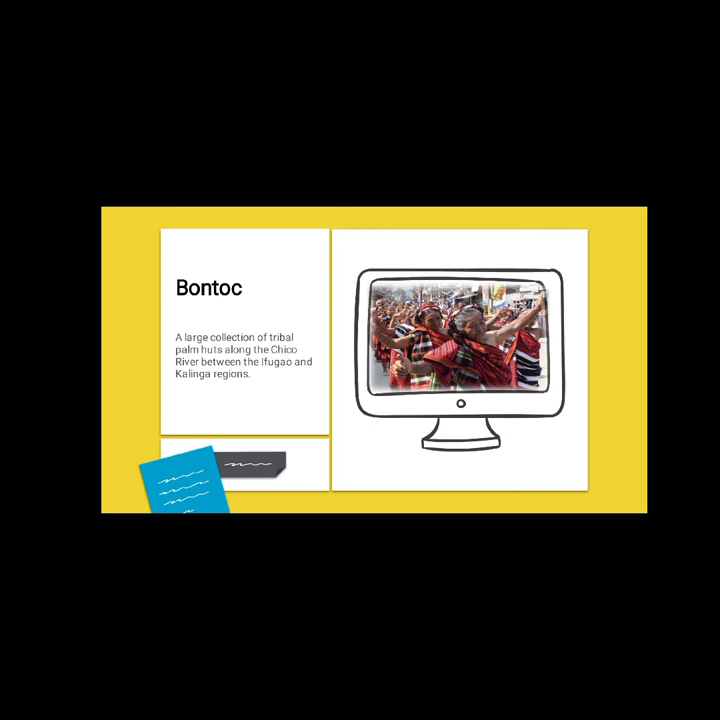 Bontoc
A large collection of tribal
palm huts along the Chico
River between the Ifugao and
Kalinga regions.